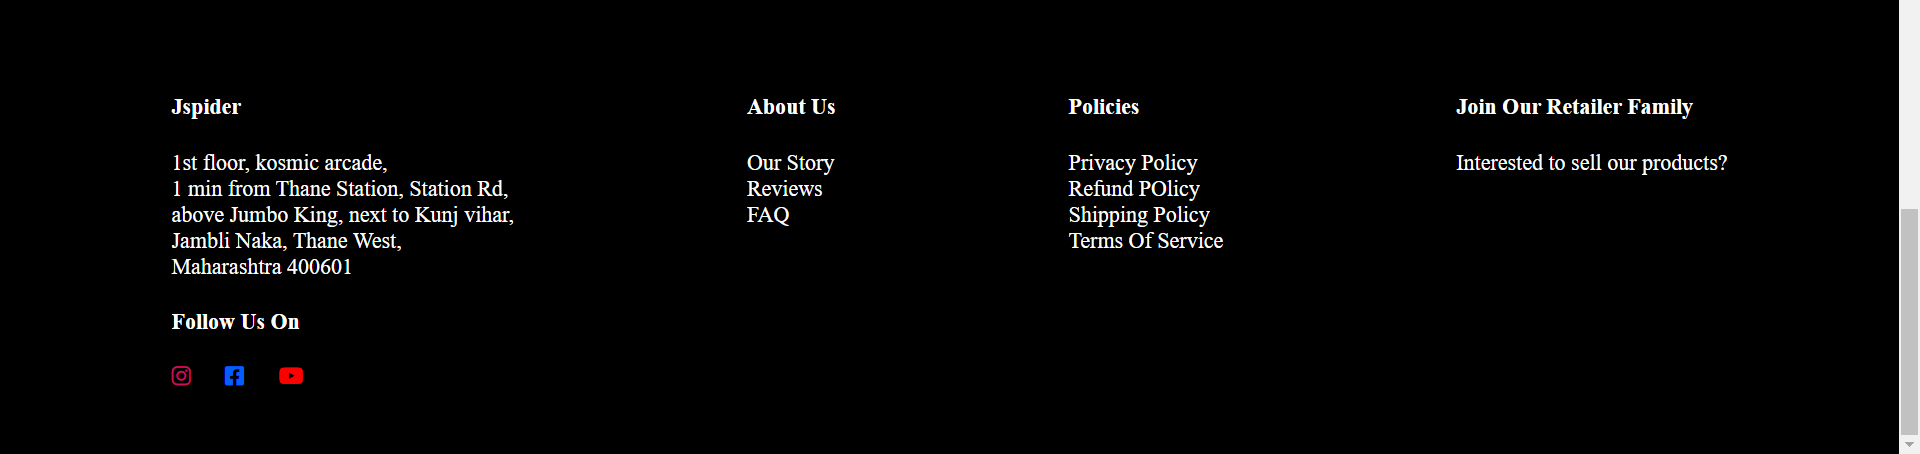 Jspider
1st floor, kosmic arcade,
1 min from Thane Station, Station Rd,
above Jumbo King, next to Kunj vihar,
Jambli Naka, Thane West,
Maharashtra 400601
Follow Us On
About Us
Our Story
Reviews
FAQ
Policies
Privacy Policy
Refund POlicy
Shipping Policy
Terms Of Service
Join Our Retailer Family
Interested to sell our products?